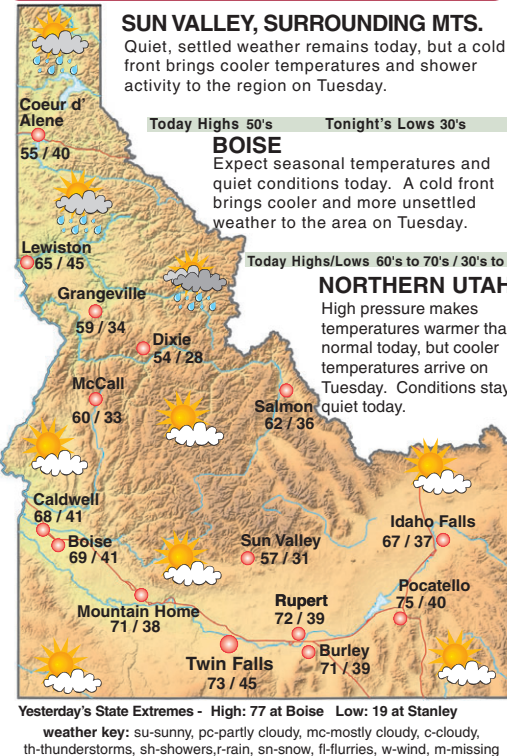 SUN VALLEY, SURROUNDING MTS.
Quiet, settled weather remains today, but a cold
front brings cooler temperatures and shower
activity to the region on Tuesday.
Today Highs 50's Tonight's Lows 30's
BOISE
Expect seasonal temperatures and
quiet conditions today. A cold front
brings cooler and more unsettled
weather to the area on Tuesday.
Today Highs/Lows 60's to 70's / 30's to
NORTHERN UTAH
High pressure makes
temperatures warmer tha
normal today, but cooler
temperatures arrive on
Tuesday. Conditions stay
quiet today.
Coeur d'
Alene
55 / 40
Lewiston
65 / 45
Grangeville
59 / 34
Dixie
54 / 28
McCall
60 / 33
Salmon
62 / 36
Caldwell
68 / 41
Boise
69 / 41
Sun Valley
57 / 31
Idaho Falls
67 / 37
Mountain Home
71 / 38
Rupert
72 / 39
Pocatello
75 / 40
Twin Falls
73 / 45
Burley
71 / 39
Yesterday's State Extremes - High: 77 at Boise Low: 19 at Stanley
weather key: su-sunny, pc-partly cloudy, mc-mostly cloudy, c-cloudy,
th-thunderstorms, sh-showers,r-rain, sn-snow, fl-flurries, w-wind, m-missing